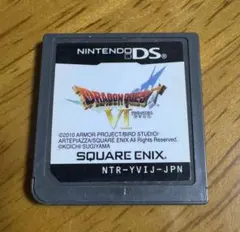 NINTENDO DS
DRAGON QUEST
VI
©2010 ARMOR PROJECT/BIRD STUDIO/
ARTEPIAZZA/SQUARE ENIX All Rights Reserved.
©KOICHI SUGIYAMA
SQUARE ENIX
NTR-YVIJ-JPN